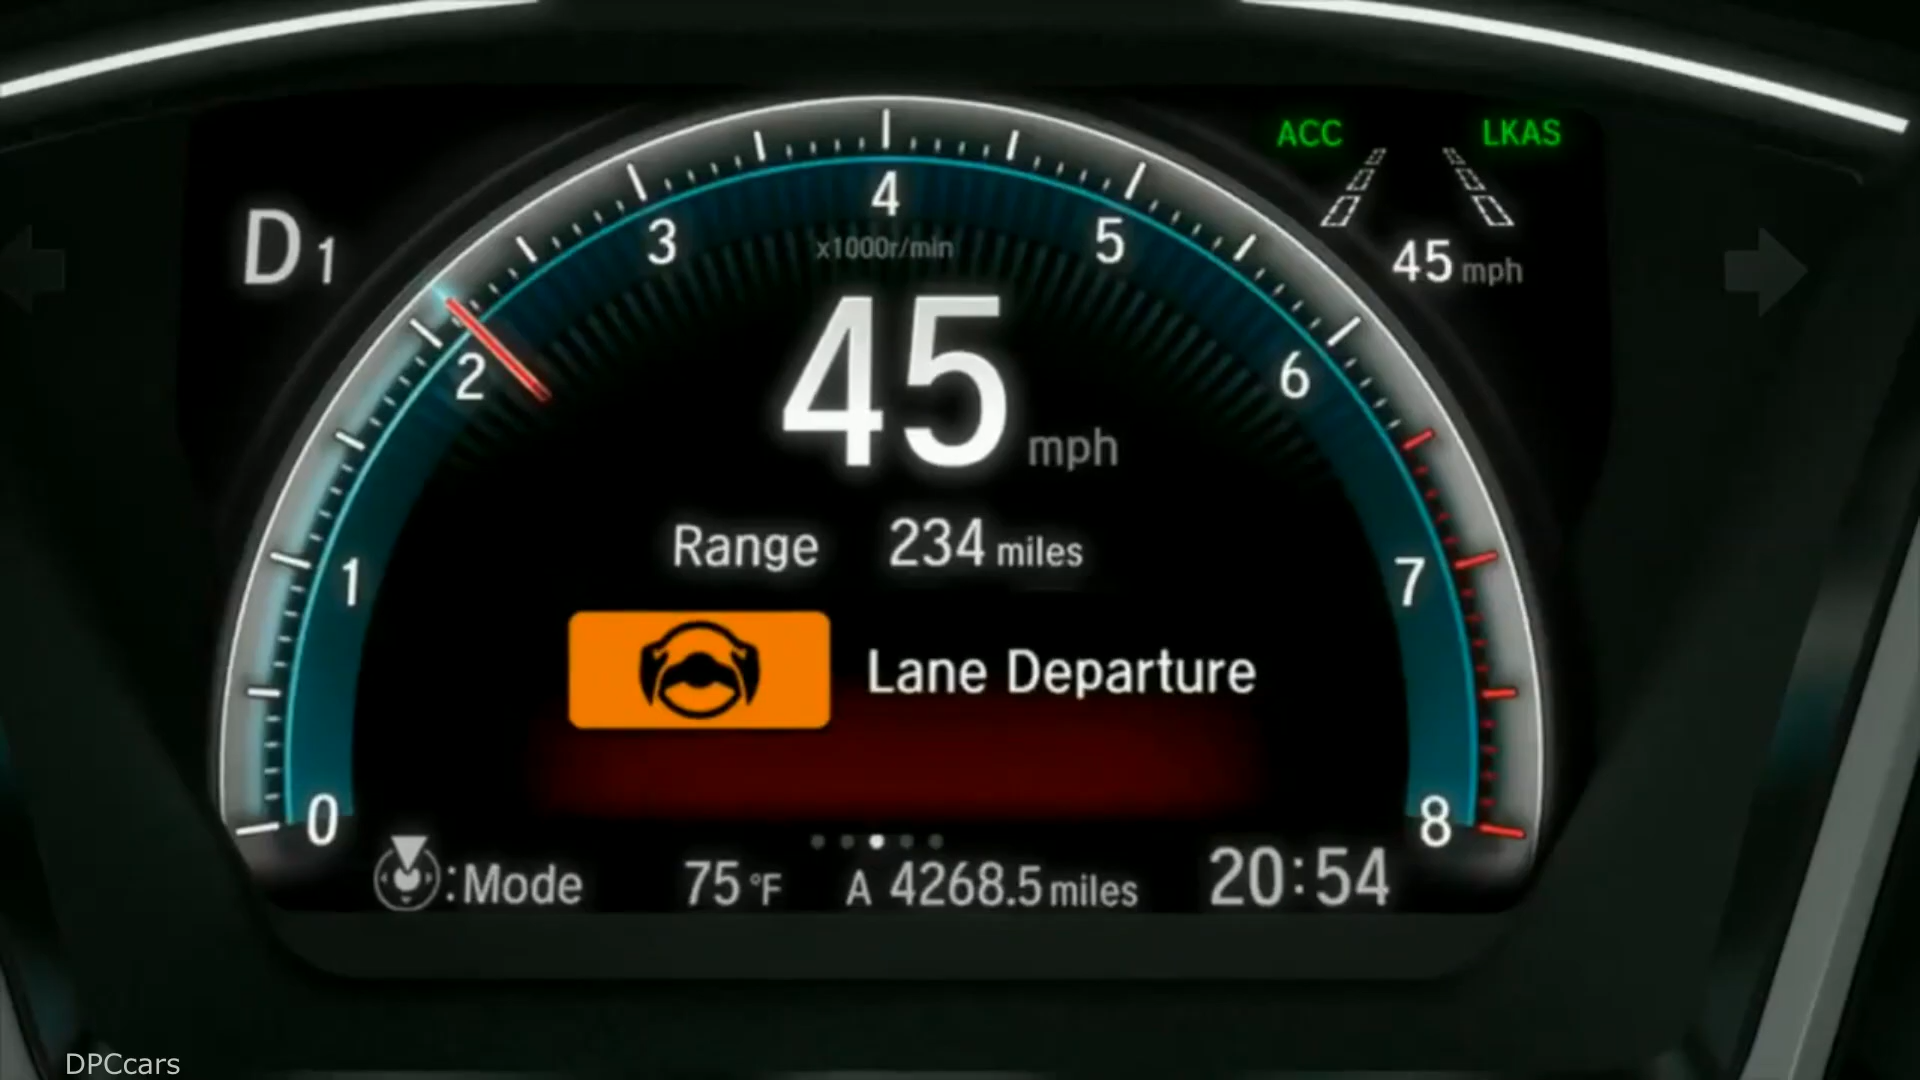 ACC LKAS
45 mph
D 1
0 1 2 3 4 5 6 7 8
x1000r/min
45 mph
Range 234 miles
Lane Departure
:Mode 75 °F A 4268.5 miles 20:54
DPCcars